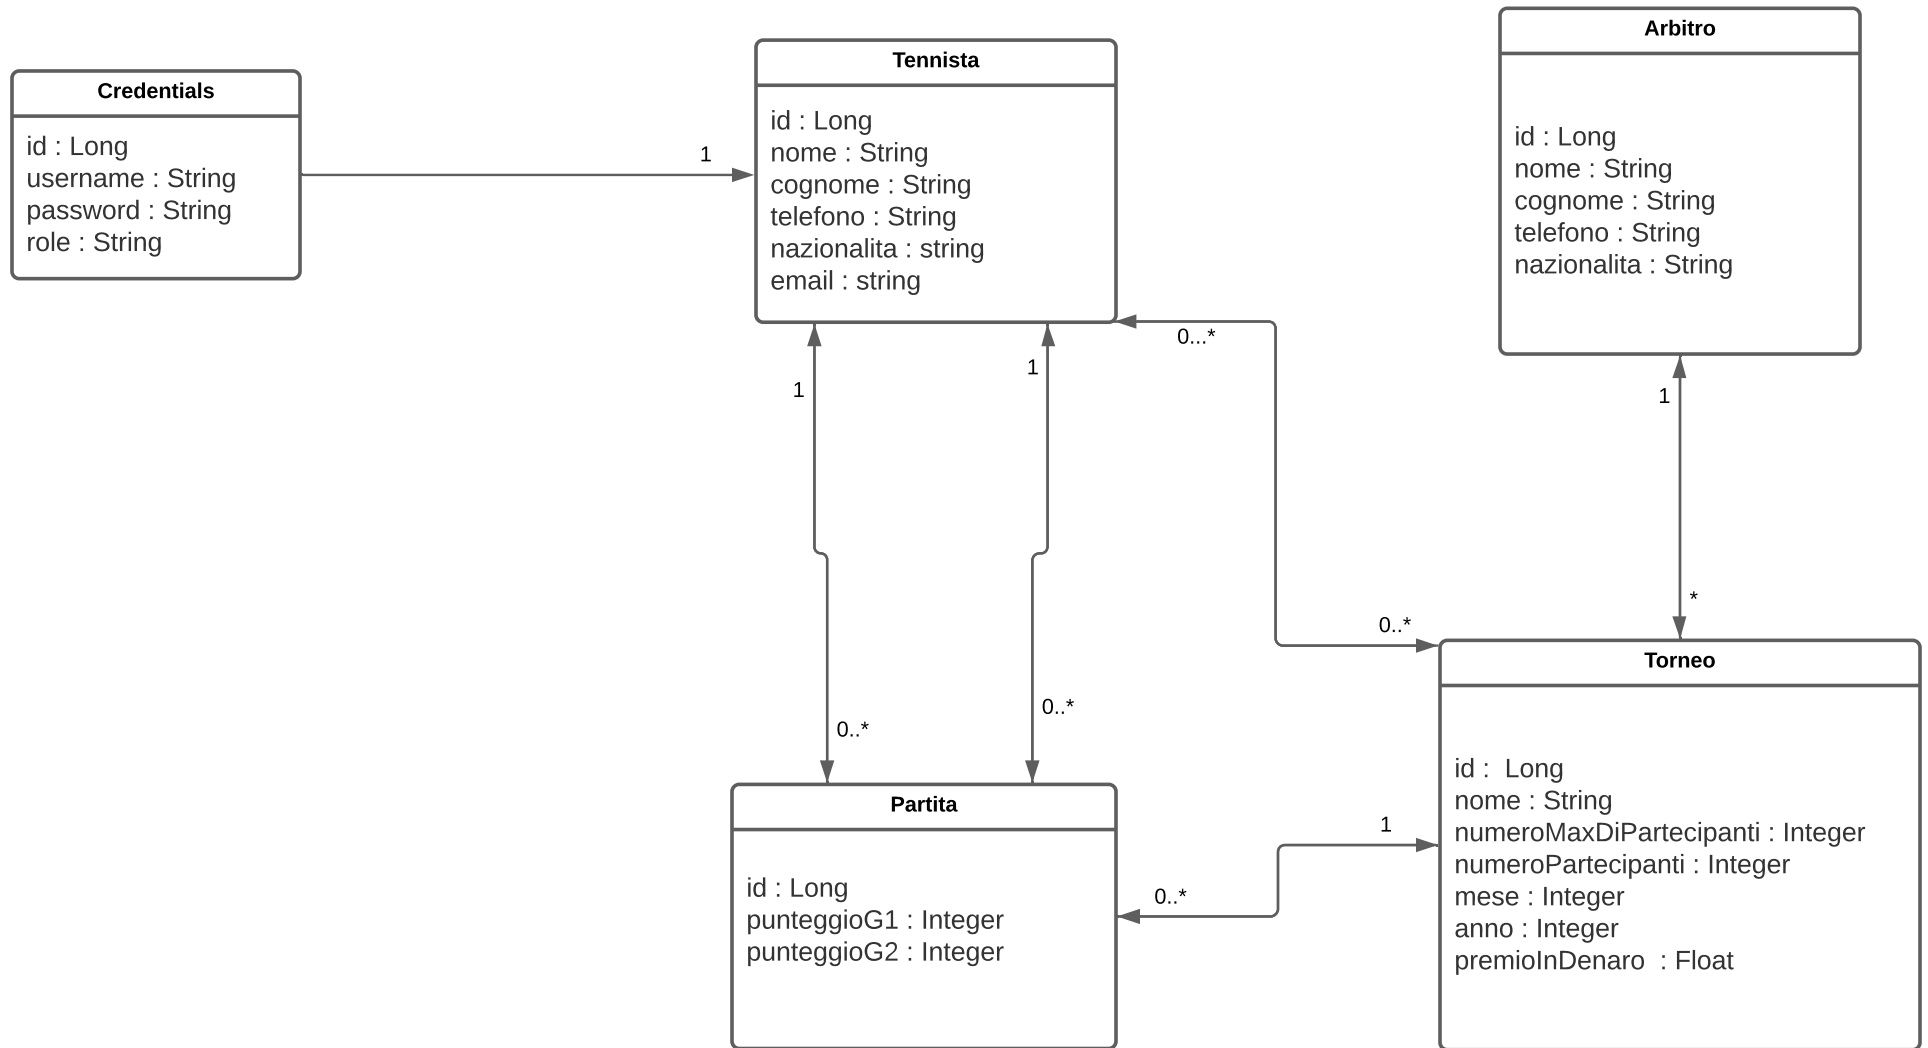 Credentials
id : Long
username : String
password : String
role : String
1
Tennista
id : Long
nome : String
cognome : String
telefono : String
nazionalita : string
email : string
Arbitro
id : Long
nome : String
cognome : String
telefono : String
nazionalita : String
0...*
1
1
1
*
0..*
0..*
0..*
Partita
id : Long
punteggioG1 : Integer
punteggioG2 : Integer
1
0..*
Torneo
id :  Long
nome : String
numeroMaxDiPartecipanti : Integer
numeroPartecipanti : Integer
mese : Integer
anno : Integer
premioInDenaro  : Float